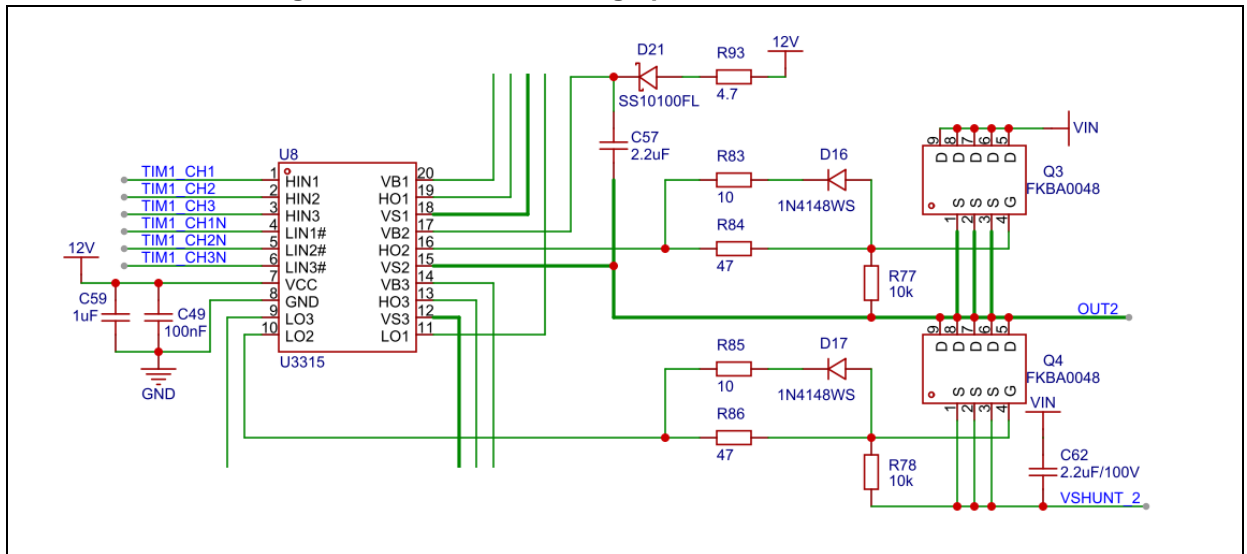 D21
SS10100FL
R93
4.7
12V
C57
2.2uF
U8
TIM1_CH1 1 HIN1 VB1 20
TIM1_CH2 2 HIN2 HO1 19
TIM1_CH3 3 HIN3 VS1 18
TIM1_CH1N 4 LIN1# VB2 17
TIM1_CH2N 5 LIN2# HO2 16
TIM1_CH3N 6 LIN3# VS2 15
12V 7 VCC VB3 14
8 GND HO3 13
9 LO3 VS3 12
10 LO2 LO1 11
U3315
C59
1uF
C49
100nF
GND
R83
10
D16
1N4148WS
R84
47
R77
10k
VIN
9 8 7 6 5
D D D D D
Q3
FKBA0048
S S S G
1 2 3 4
OUT2
9 8 7 6 5
D D D D D
Q4
FKBA0048
S S S G
1 2 3 4
R85
10
D17
1N4148WS
R86
47
R78
10k
VIN
C62
2.2uF/100V
VSHUNT_2